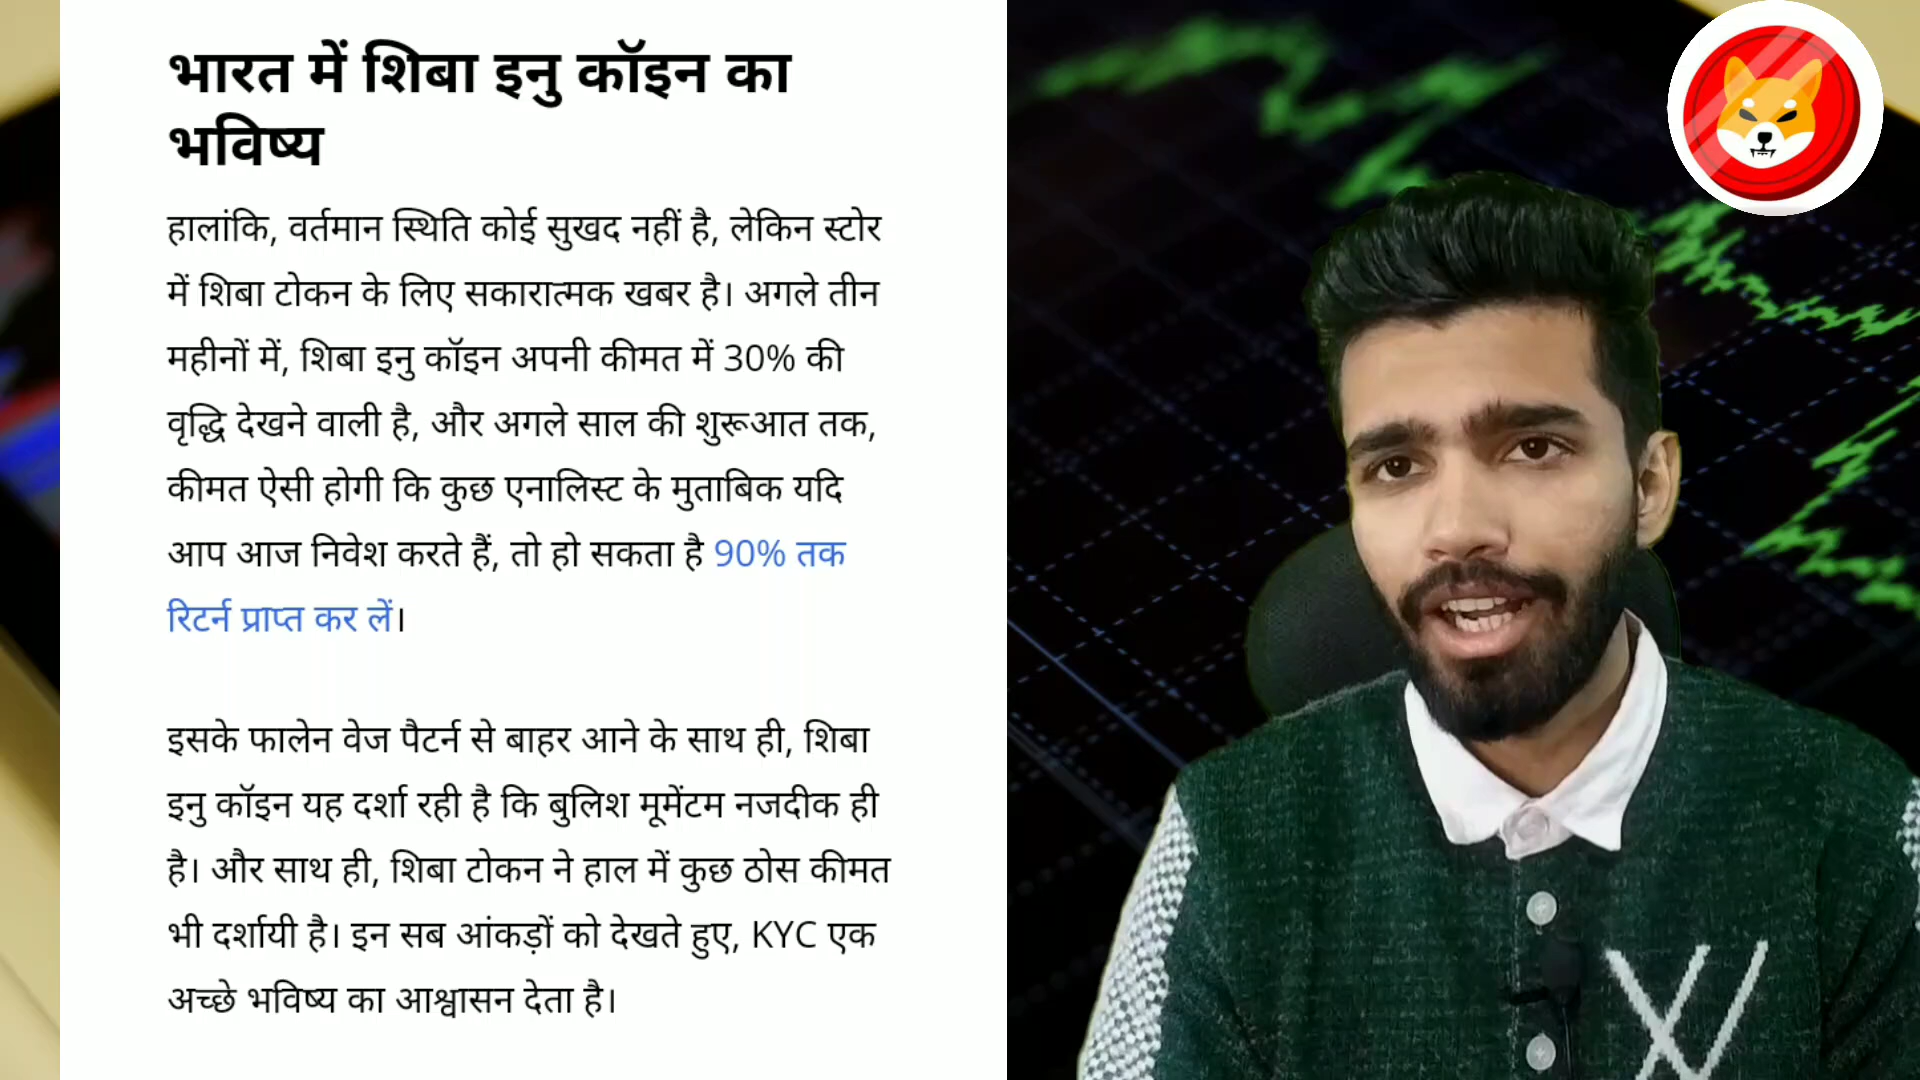 भारत में शिबा इनु कॉइन का
भविष्य
हालांकि, वर्तमान स्थिति कोई सुखद नहीं है, लेकिन स्टोर
में शिबा टोकन के लिए सकारात्मक खबर है। अगले तीन
महीनों में, शिबा इनु कॉइन अपनी कीमत में 30% की
वृद्धि देखने वाली है, और अगले साल की शुरूआत तक,
कीमत ऐसी होगी कि कुछ एनालिस्ट के मुताबिक यदि
आप आज निवेश करते हैं, तो हो सकता है 90% तक
रिटर्न प्राप्त कर लें।
इसके फालेन वेज पैटर्न से बाहर आने के साथ ही, शिबा
इनु कॉइन यह दर्शा रही है कि बुलिश मूमेंटम नजदीक ही
है। और साथ ही, शिबा टोकन ने हाल में कुछ ठोस कीमत
भी दर्शायी है। इन सब आंकड़ों को देखते हुए, KYC एक
अच्छे भविष्य का आश्वासन देता है।